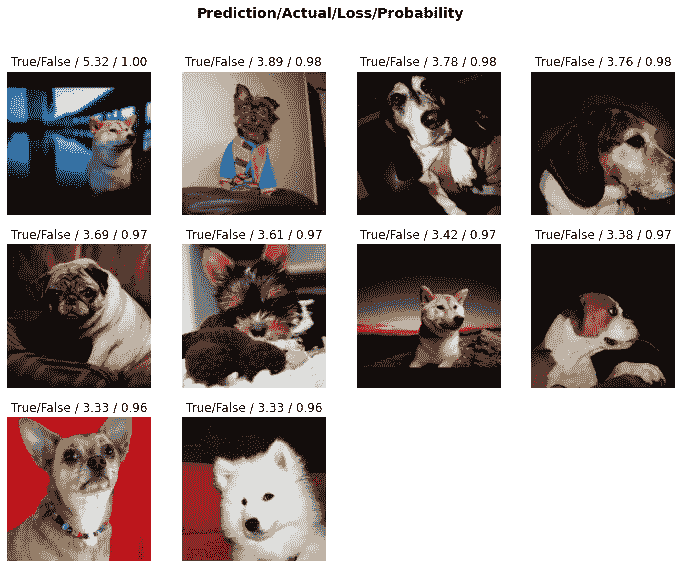 Prediction/Actual/Loss/Probability
True/False / 5.32 / 1.00
True/False / 3.89 / 0.98
True/False / 3.78 / 0.98
True/False / 3.76 / 0.98
True/False / 3.69 / 0.97
True/False / 3.61 / 0.97
True/False / 3.42 / 0.97
True/False / 3.38 / 0.97
True/False / 3.33 / 0.96
True/False / 3.33 / 0.96